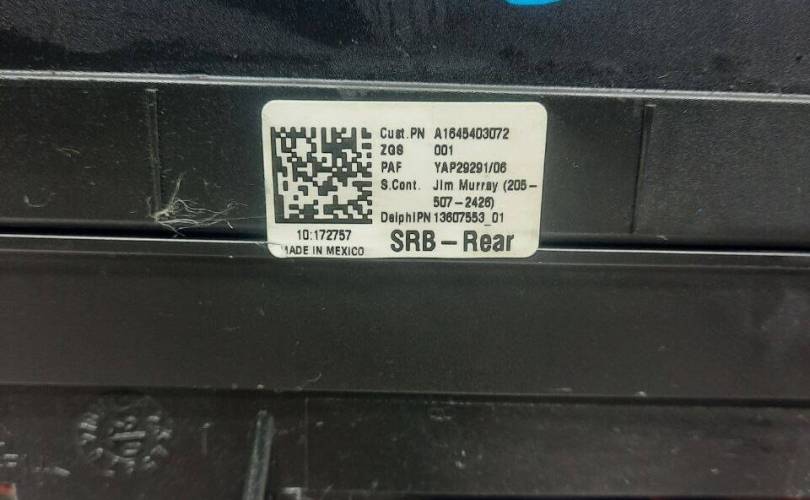 Cust.PN A1645403072
ZGS 001
PAF YAP29291/06
S.Cont. Jim Murray (205-
507-2426)
DelphiPN 13607553_01
10:172757
MADE IN MEXICO
SRB-Rear